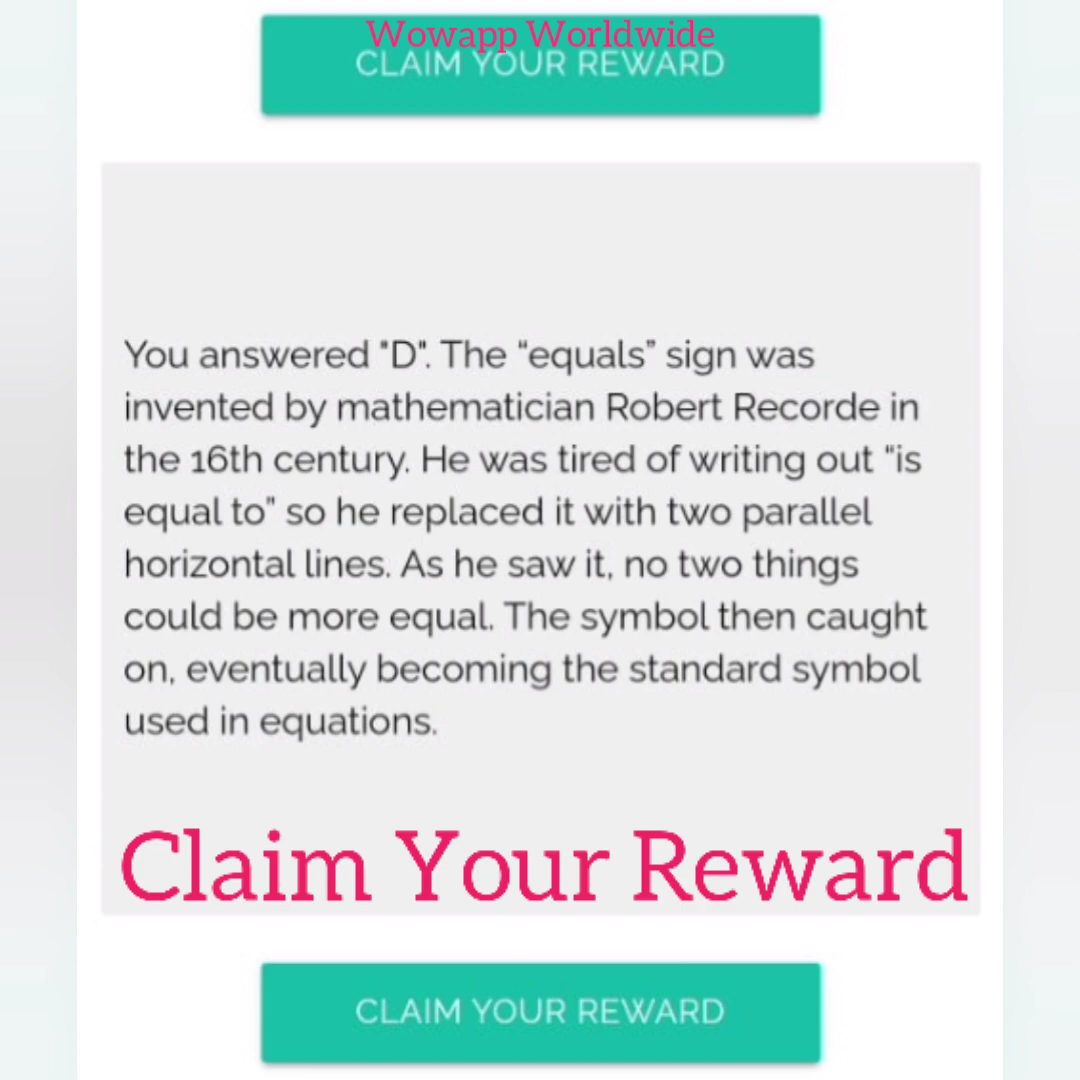 Wowapp Worldwide
CLAIM YOUR REWARD
You answered "D". The “equals” sign was
invented by mathematician Robert Recorde in
the 16th century. He was tired of writing out “is
equal to” so he replaced it with two parallel
horizontal lines. As he saw it, no two things
could be more equal. The symbol then caught
on, eventually becoming the standard symbol
used in equations.
Claim Your Reward
CLAIM YOUR REWARD